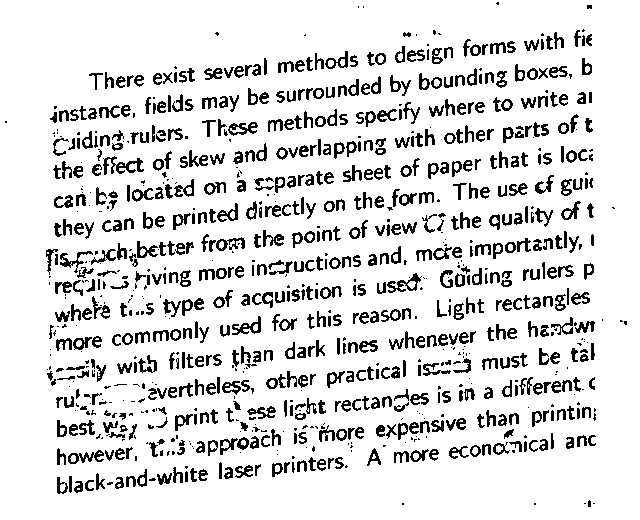 There exist several methods to design forms with fie
instance, fields may be surrounded by bounding boxes, b
guiding rulers. These methods specify where to write a
the effect of skew and overlapping with other parts of t
can be located on a separate sheet of paper that is loca
they can be printed directly on the form. The use of guid
is much better from the point of view of the quality of t
requires giving more instructions and, more importantly,
where this type of acquisition is used. Guiding rulers p
more commonly used for this reason. Light rectangles
easily with filters than dark lines whenever the handwr
rulers. Nevertheless, other practical issues must be tak
best way to print these light rectangles is in a different c
however, this approach is more expensive than printing
black-and-white laser printers. A more economical and